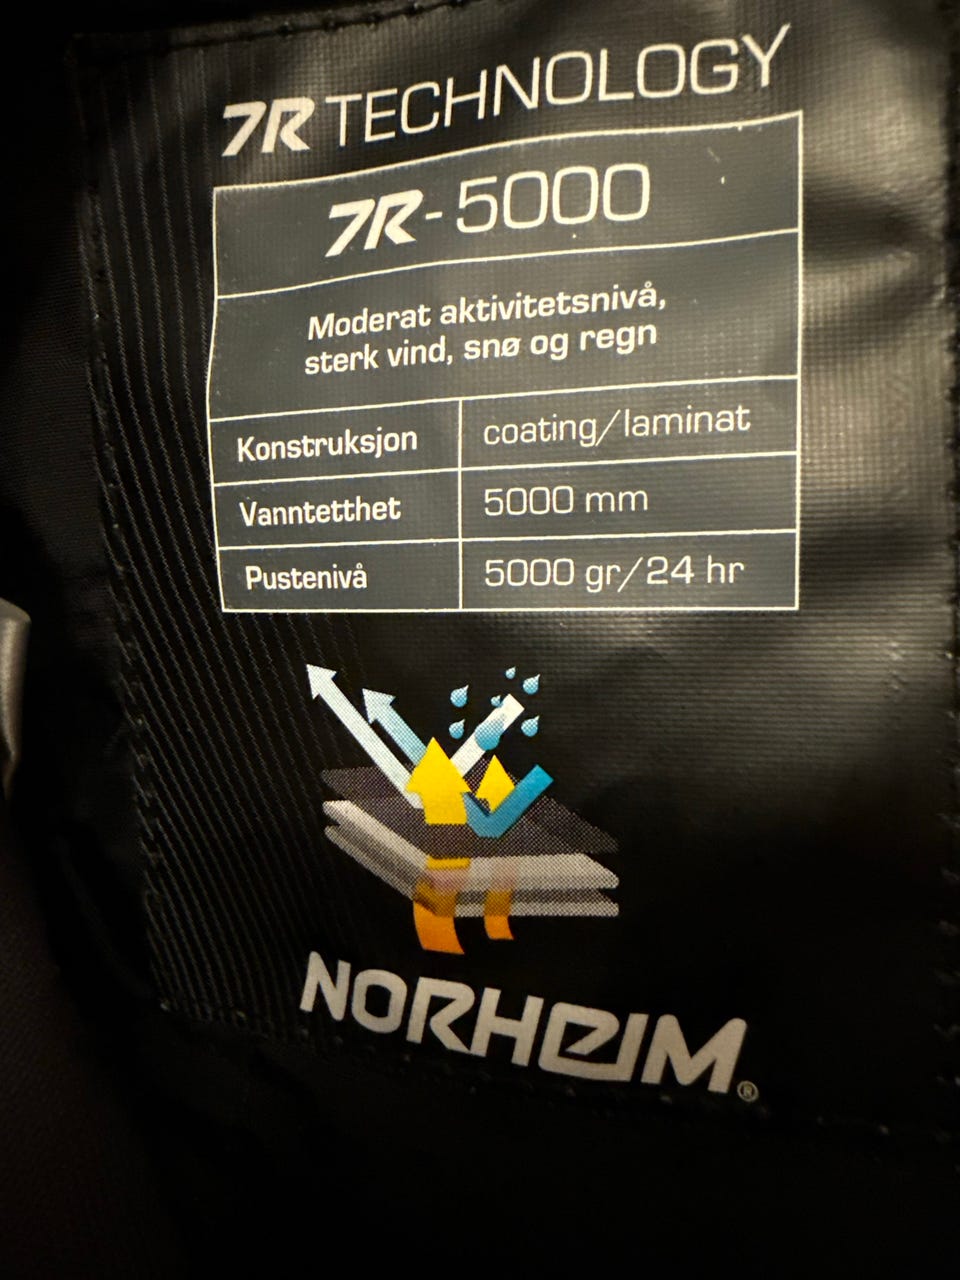 7R TECHNOLOGY
7R-5000
Moderat aktivitetsnivå,
sterk vind, snø og regn
Konstruksjon coating/laminat
Vanntetthet 5000 mm
Pustenivå 5000 gr/24 hr
NORHEIM®